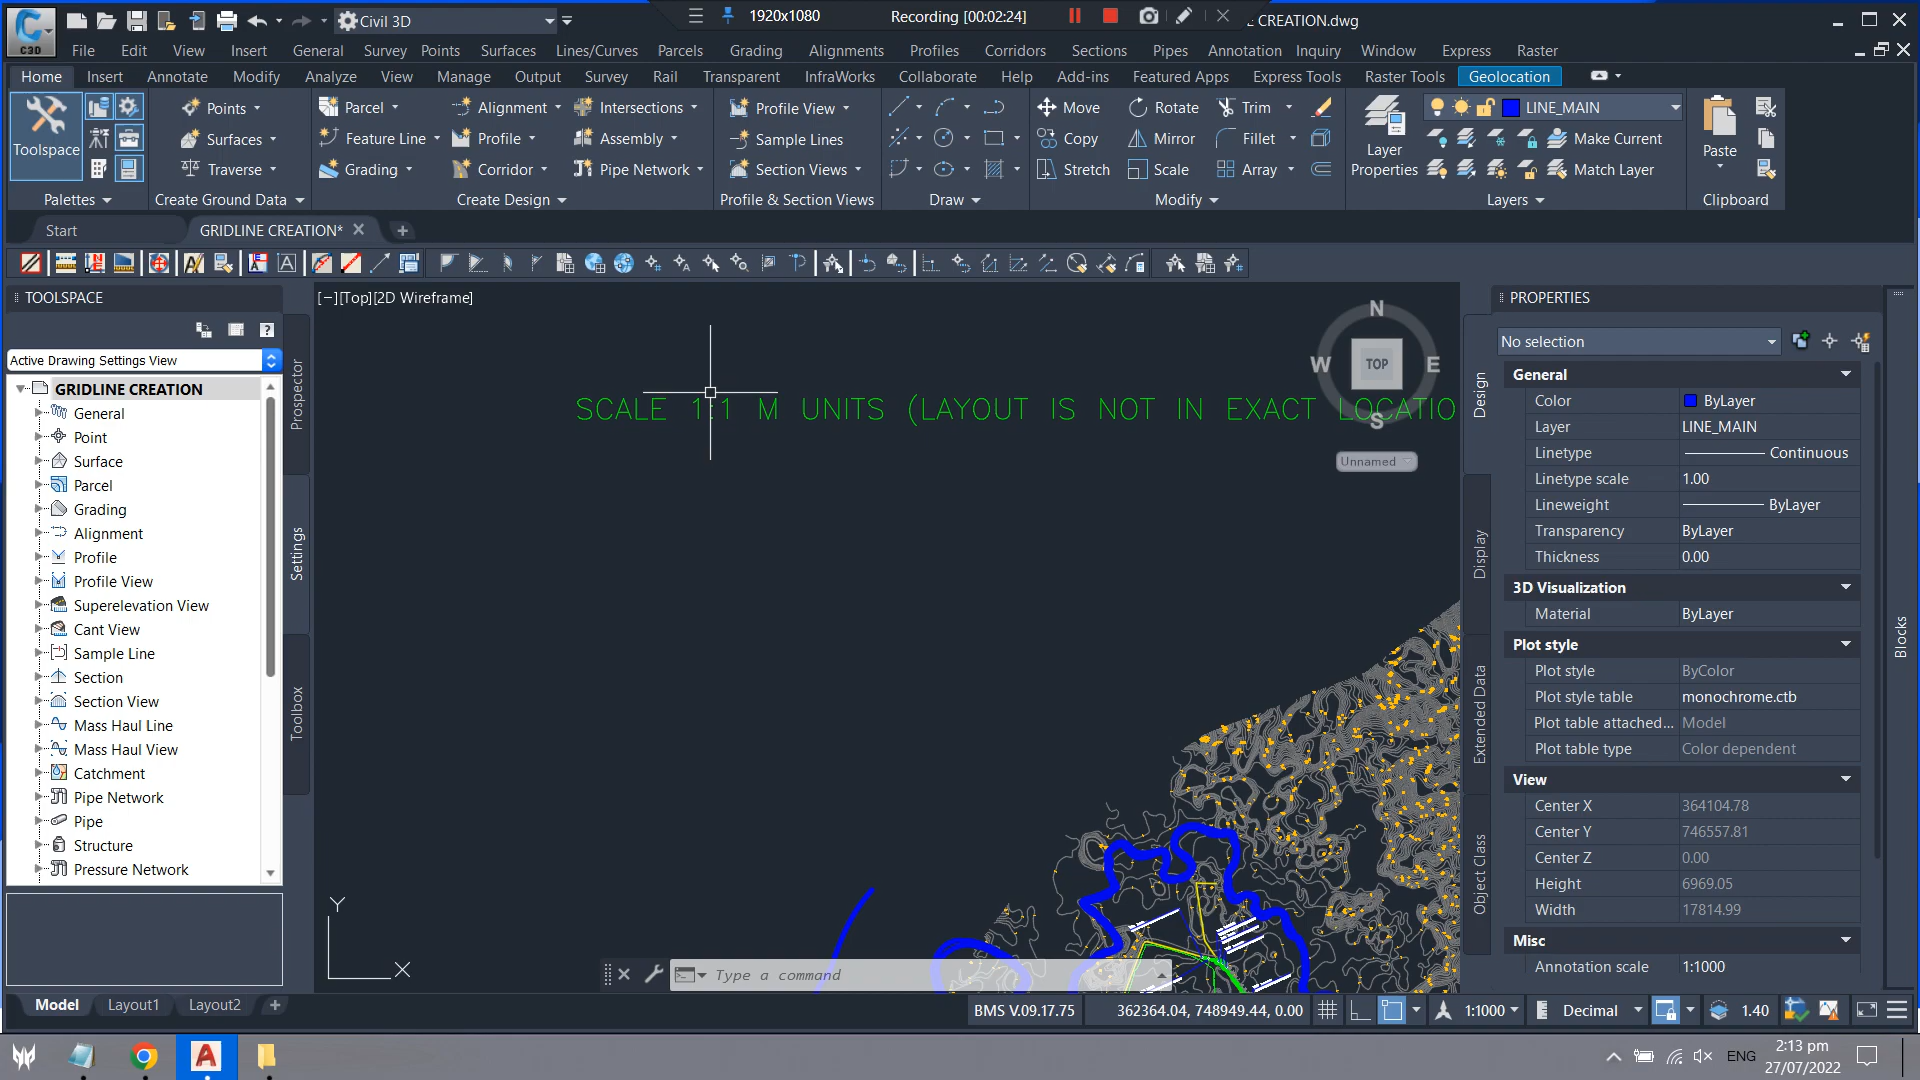 C3D
Civil 3D
1920x1080
Recording [00:02:24]
E CREATION.dwg
File Edit View Insert General Survey Points Surfaces Lines/Curves Parcels Grading Alignments Profiles Corridors Sections Pipes Annotation Inquiry Window Express Raster
Home Insert Annotate Modify Analyze View Manage Output Survey Rail Transparent InfraWorks Collaborate Help Add-ins Featured Apps Express Tools Raster Tools Geolocation
Points Parcel Alignment Intersections Profile View Move Rotate Trim LINE_MAIN
Toolspace Surfaces Feature Line Profile Assembly Sample Lines Copy Mirror Fillet Layer Properties Make Current Paste
Traverse Grading Corridor Pipe Network Section Views Stretch Scale Array Match Layer
Palettes Create Ground Data Create Design Profile & Section Views Draw Modify Layers Clipboard
Start GRIDLINE CREATION*
TOOLSPACE
Active Drawing Settings View
GRIDLINE CREATION
General
Point
Surface
Parcel
Grading
Alignment
Profile
Profile View
Superelevation View
Cant View
Sample Line
Section
Section View
Mass Haul Line
Mass Haul View
Catchment
Pipe Network
Pipe
Structure
Pressure Network
Prospector
Settings
Toolbox
[−][Top][2D Wireframe]
SCALE 1:1 M UNITS (LAYOUT IS NOT IN EXACT LOCATIO
N
W TOP E
S
Unnamed
Y
X
Type a command
PROPERTIES
No selection
General
Color ByLayer
Layer LINE_MAIN
Linetype Continuous
Linetype scale 1.00
Lineweight ByLayer
Transparency ByLayer
Thickness 0.00
3D Visualization
Material ByLayer
Plot style
Plot style ByColor
Plot style table monochrome.ctb
Plot table attached... Model
Plot table type Color dependent
View
Center X 364104.78
Center Y 746557.81
Center Z 0.00
Height 6969.05
Width 17814.99
Misc
Annotation scale 1:1000
Design
Display
Extended Data
Object Class
Blocks
Model Layout1 Layout2
BMS V.09.17.75 362364.04, 748949.44, 0.00 1:1000 Decimal 1.40
ENG 2:13 pm
27/07/2022